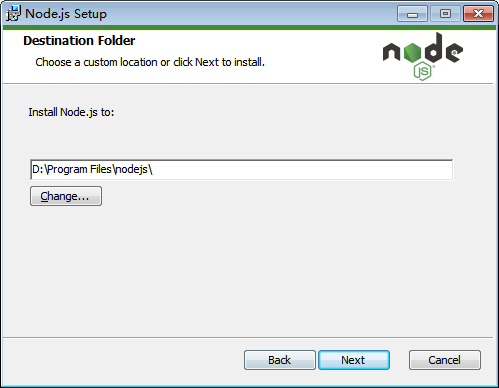 Node.js Setup
Destination Folder
Choose a custom location or click Next to install.
node
JS
Install Node.js to:
D:\Program Files\nodejs\
Change...
Back
Next
Cancel